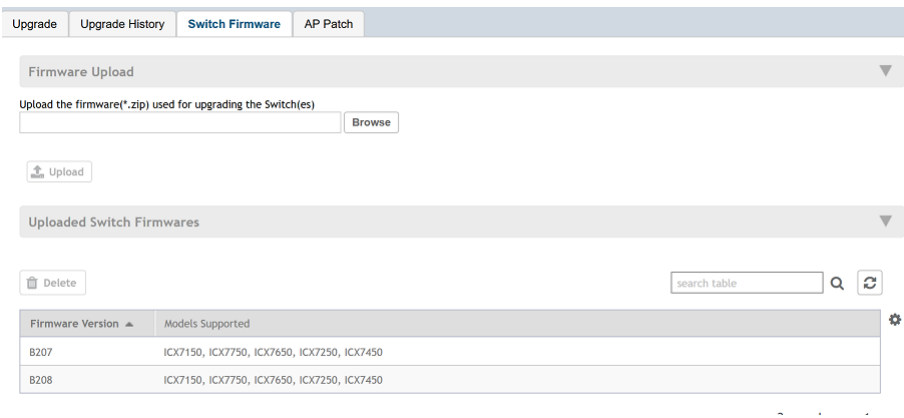 Upgrade Upgrade History Switch Firmware AP Patch
Firmware Upload
Upload the firmware(*.zip) used for upgrading the Switch(es)
Browse
Upload
Uploaded Switch Firmwares
Delete search table
Firmware Version Models Supported
B207 ICX7150, ICX7750, ICX7650, ICX7250, ICX7450
B208 ICX7150, ICX7750, ICX7650, ICX7250, ICX7450